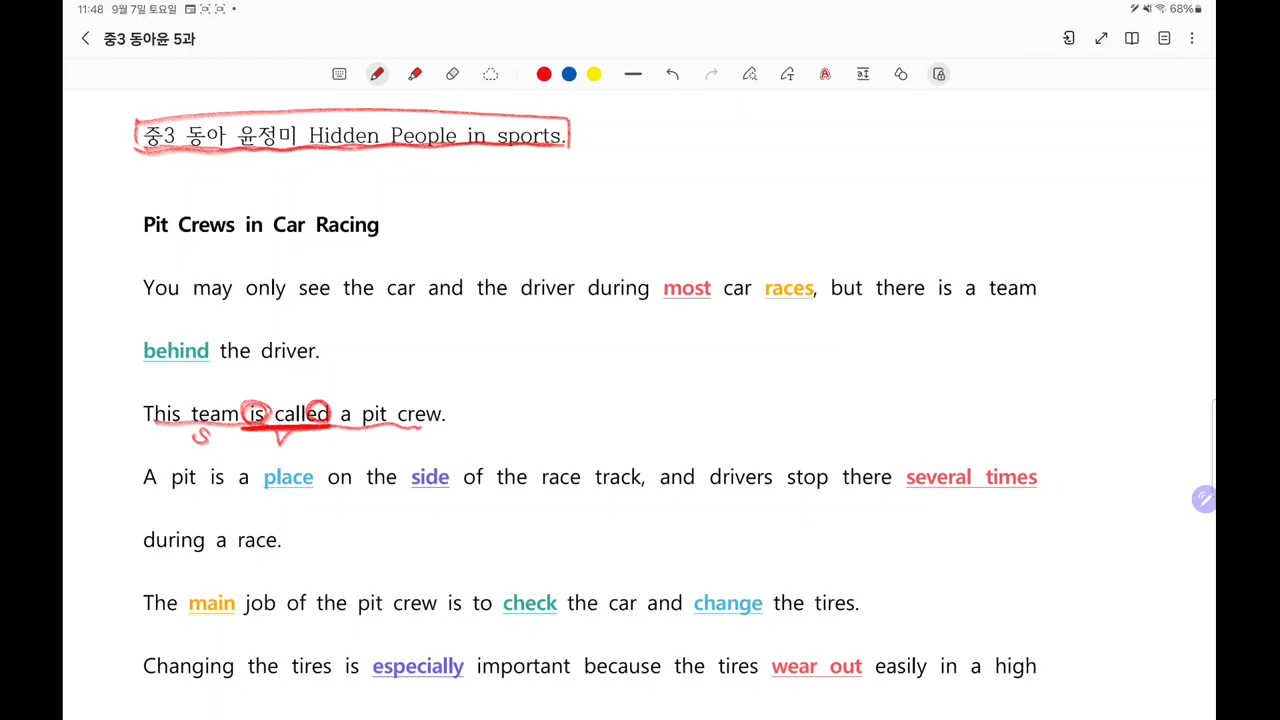 11:48 9월 7일 토요일 68%
중3 동아윤 5과
중3 동아 윤정미 Hidden People in sports.
Pit Crews in Car Racing
You may only see the car and the driver during most car races, but there is a team
behind the driver.
This team is called a pit crew.
S V
A pit is a place on the side of the race track, and drivers stop there several times
during a race.
The main job of the pit crew is to check the car and change the tires.
Changing the tires is especially important because the tires wear out easily in a high